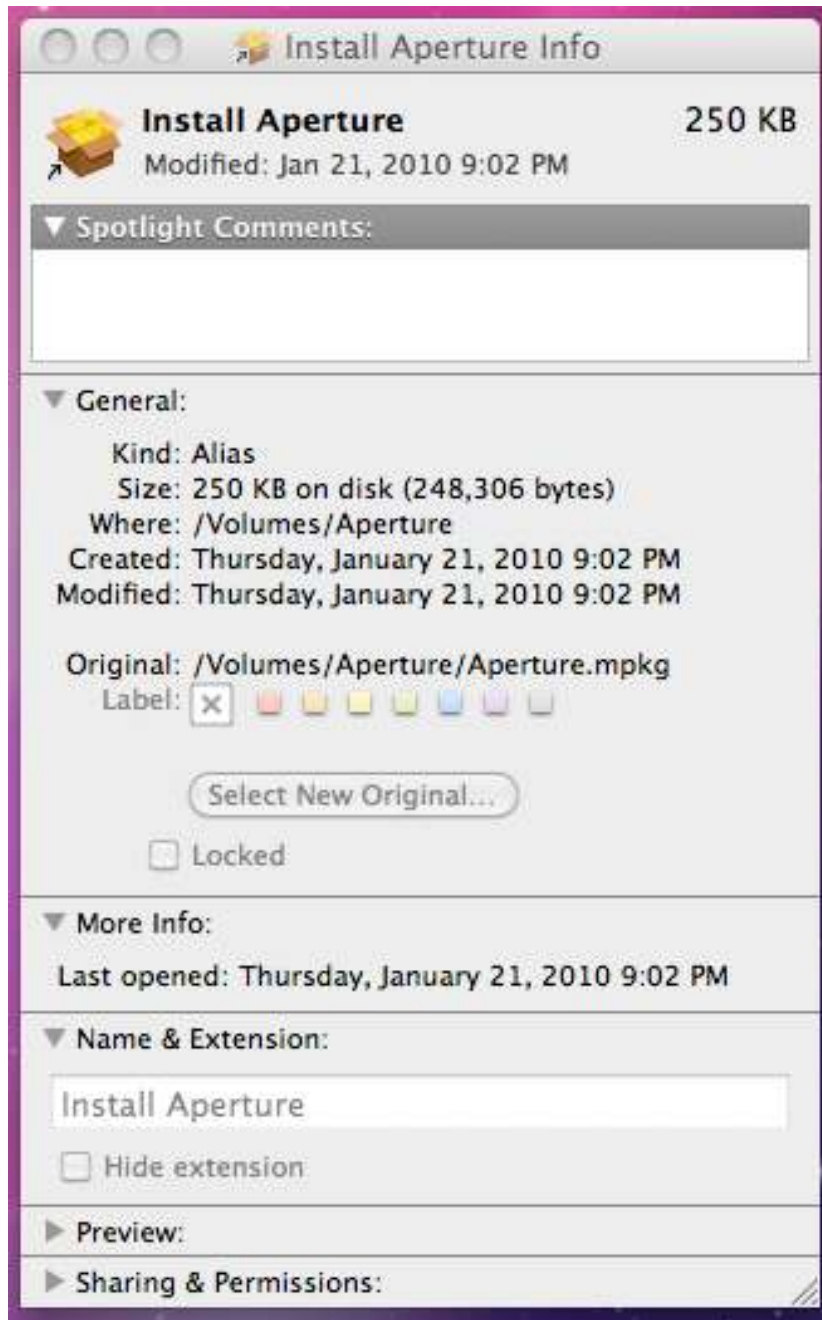 Install Aperture Info
Install Aperture 250 KB
Modified: Jan 21, 2010 9:02 PM
Spotlight Comments:
General:
Kind: Alias
Size: 250 KB on disk (248,306 bytes)
Where: /Volumes/Aperture
Created: Thursday, January 21, 2010 9:02 PM
Modified: Thursday, January 21, 2010 9:02 PM
Original: /Volumes/Aperture/Aperture.mpkg
Label:
Select New Original...
Locked
More Info:
Last opened: Thursday, January 21, 2010 9:02 PM
Name & Extension:
Install Aperture
Hide extension
Preview:
Sharing & Permissions: